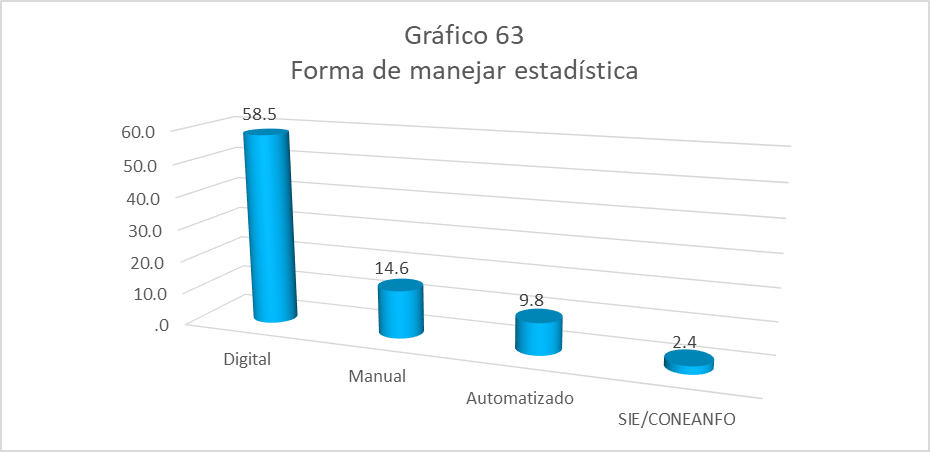 Gráfico 63
Forma de manejar estadística
58.5
14.6
9.8
2.4
60.0
50.0
40.0
30.0
20.0
10.0
.0
Digital
Manual
Automatizado
SIE/CONEANFO